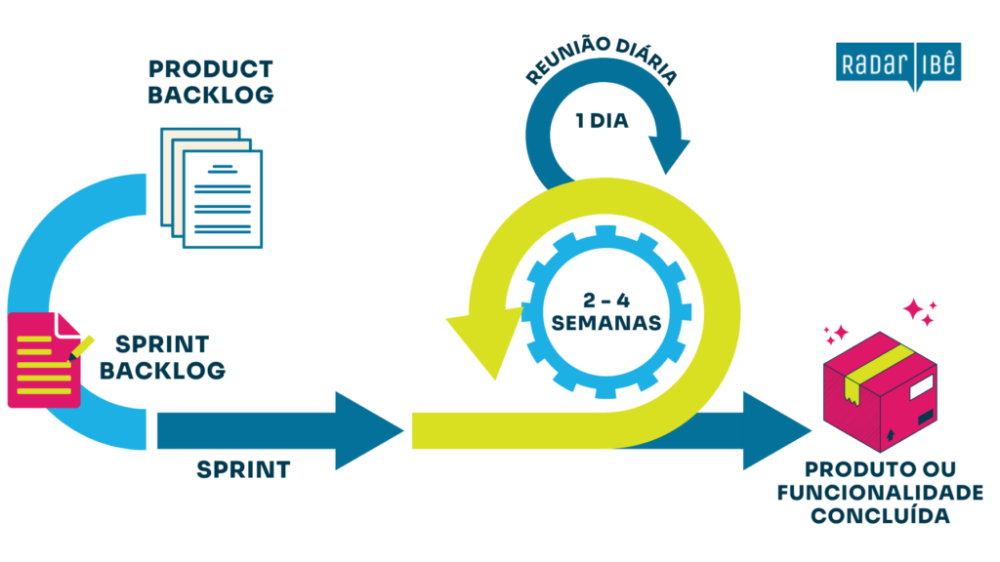 PRODUCT
BACKLOG
REUNIÃO DIÁRIA
1 DIA
RADAR IBÊ
2 - 4
SEMANAS
SPRINT
BACKLOG
SPRINT
PRODUTO OU
FUNCIONALIDADE
CONCLUÍDA